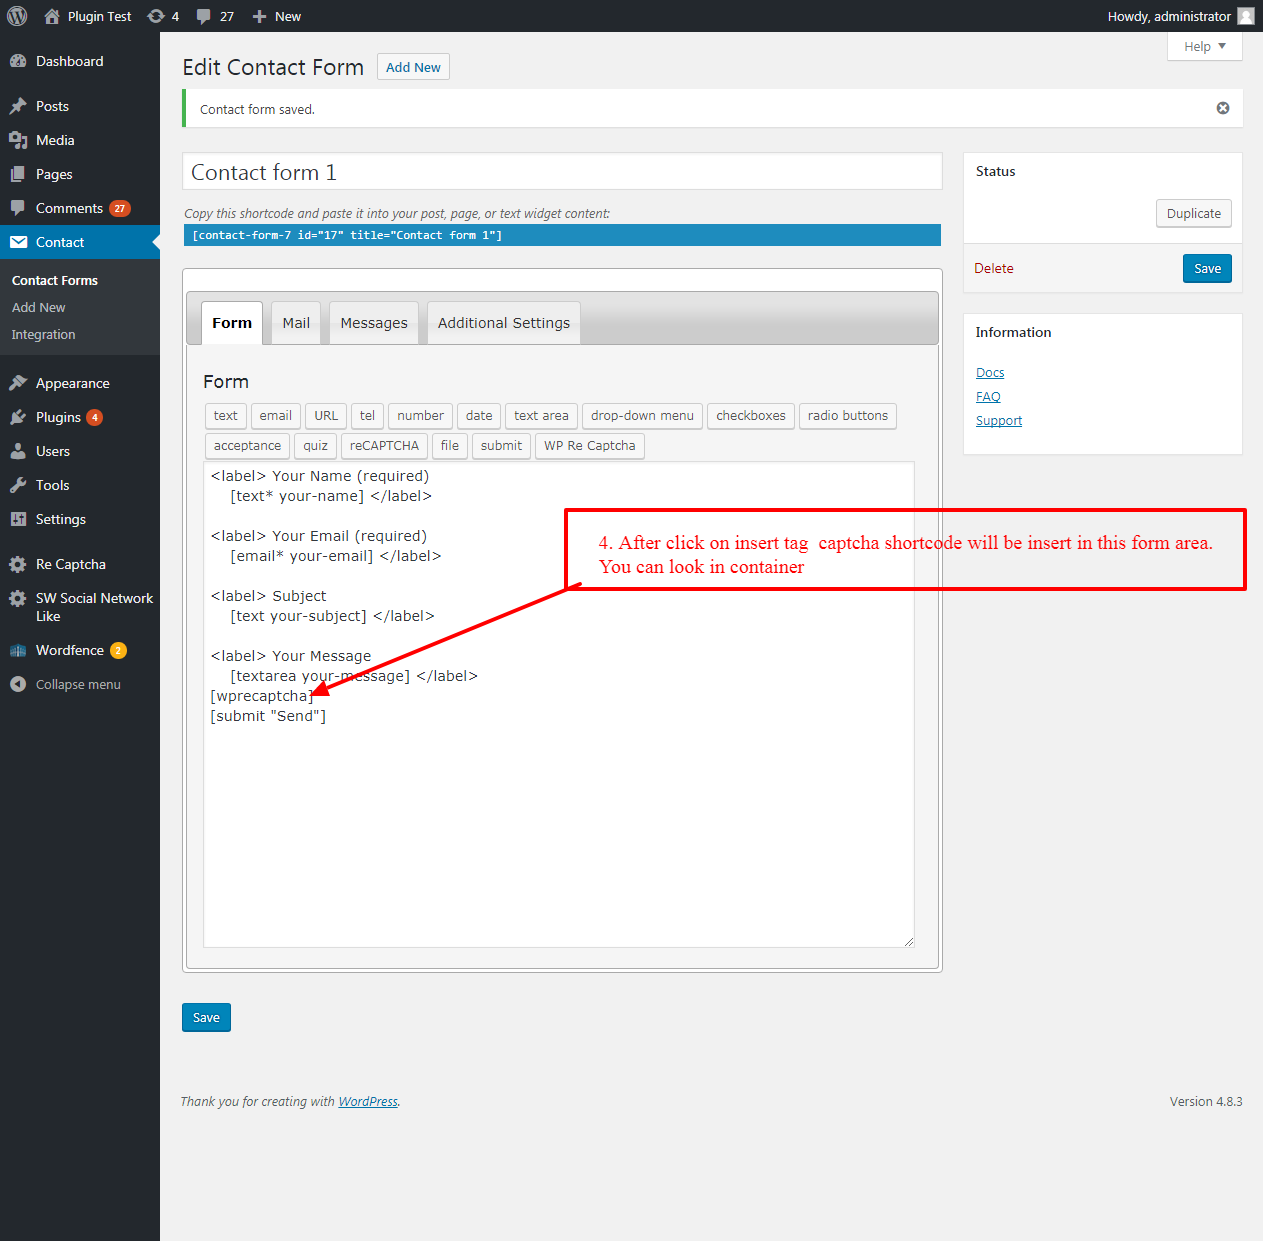 Plugin Test 4 27 New Howdy, administrator
Help
Dashboard
Posts
Media
Pages
Comments 27
Contact
Contact Forms
Add New
Integration
Appearance
Plugins 4
Users
Tools
Settings
Re Captcha
SW Social Network
Like
Wordfence 2
Collapse menu
Edit Contact Form Add New
Contact form saved.
Contact form 1
Copy this shortcode and paste it into your post, page, or text widget content:
[contact-form-7 id="17" title="Contact form 1"]
Form Mail Messages Additional Settings
Form
text email URL tel number date text area drop-down menu checkboxes radio buttons
acceptance quiz reCAPTCHA file submit WP Re Captcha
<label> Your Name (required)
[text* your-name] </label>
<label> Your Email (required)
[email* your-email] </label>
<label> Subject
[text your-subject] </label>
<label> Your Message
[textarea your-message] </label>
[wprecaptcha]
[submit "Send"]
4. After click on insert tag  captcha shortcode will be insert in this form area.
You can look in container
Save
Status
Duplicate
Delete Save
Information
Docs
FAQ
Support
Thank you for creating with WordPress. Version 4.8.3